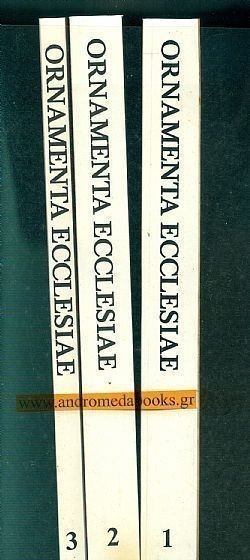 ORNAMENTA ECCLESIAE
3
ORNAMENTA ECCLESIAE
2
ORNAMENTA ECCLESIAE
1
www.andromedabooks.gr